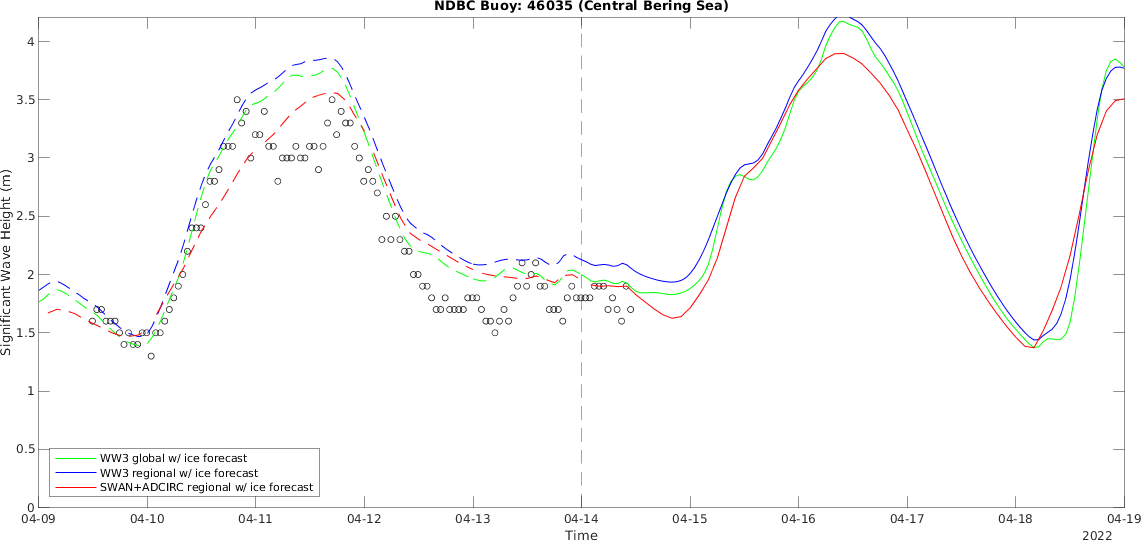 NDBC Buoy: 46035 (Central Bering Sea)
Significant Wave Height (m)
4
3.5
3
2.5
2
1.5
1
0.5
0
WW3 global w/ ice forecast
WW3 regional w/ ice forecast
SWAN+ADCIRC regional w/ ice forecast
04-09 04-10 04-11 04-12 04-13 04-14 04-15 04-16 04-17 04-18 04-19
Time
2022